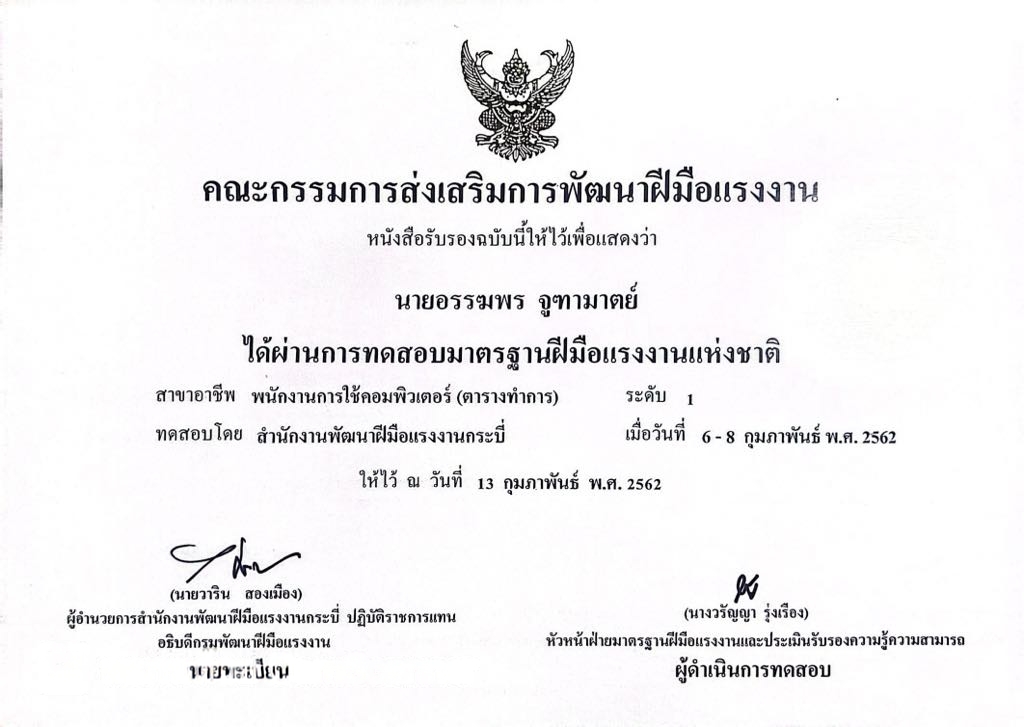 คณะกรรมการส่งเสริมการพัฒนาฝีมือแรงงาน
หนังสือรับรองฉบับนี้ให้ไว้เพื่อแสดงว่า
นายอรรฆพร จูฑามาตย์
ได้ผ่านการทดสอบมาตรฐานฝีมือแรงงานแห่งชาติ
สาขาอาชีพ พนักงานการใช้คอมพิวเตอร์ (ตารางทำการ) ระดับ 1
ทดสอบโดย สำนักงานพัฒนาฝีมือแรงงานกระบี่ เมื่อวันที่ 6 - 8 กุมภาพันธ์ พ.ศ. 2562
ให้ไว้ ณ วันที่ 13 กุมภาพันธ์ พ.ศ. 2562
(นายวาริน สองเมือง)
ผู้อำนวยการสำนักงานพัฒนาฝีมือแรงงานกระบี่ ปฏิบัติราชการแทน
อธิบดีกรมพัฒนาฝีมือแรงงาน
นายทะเบียน
(นางวรัญญา รุ่งเรือง)
หัวหน้าฝ่ายมาตรฐานฝีมือแรงงานและประเมินรับรองความรู้ความสามารถ
ผู้ดำเนินการทดสอบ